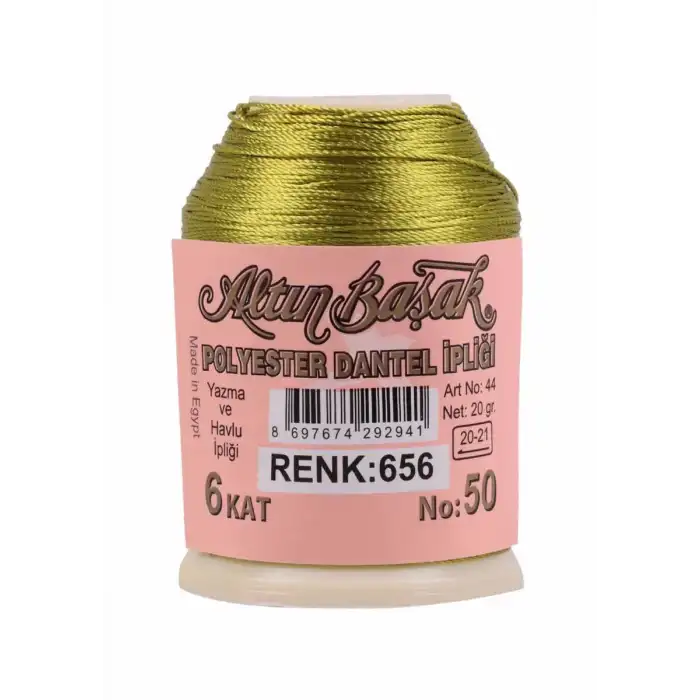 Altın Başak
POLYESTER DANTEL İPLİĞİ
Made in Egypt
Yazma
ve
Havlu
İpliği
8 697674 292941
Art No: 44
Net: 20 gr.
20-21
RENK:656
6 KAT
No:50